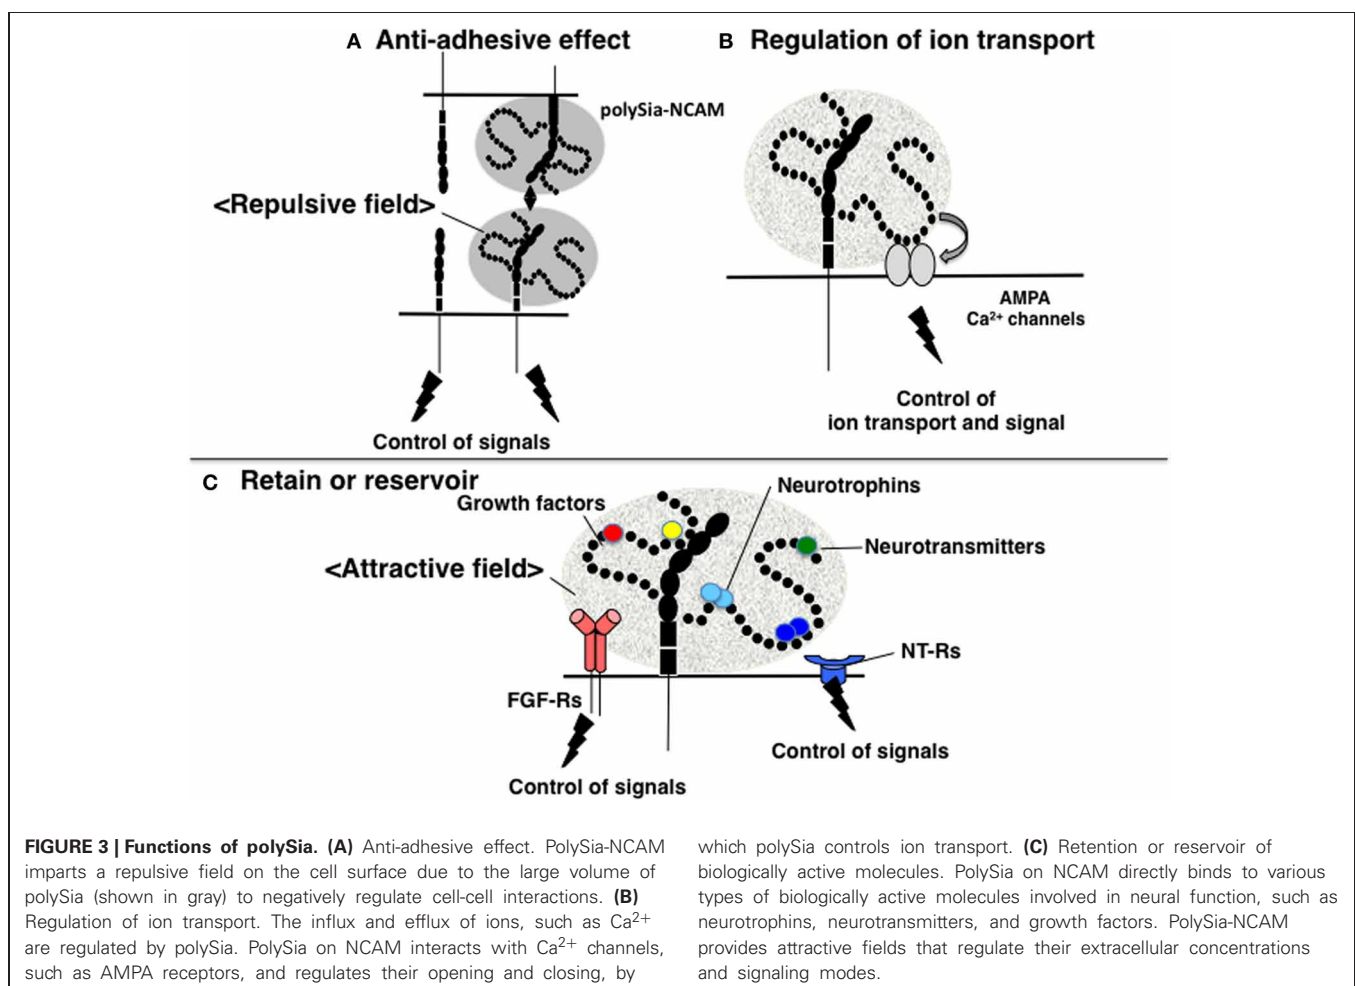 A Anti-adhesive effect
polySia-NCAM
<Repulsive field>
Control of signals
B Regulation of ion transport
AMPA
Ca²⁺ channels
Control of
ion transport and signal
C Retain or reservoir
Growth factors
Neurotrophins
<Attractive field>
Neurotransmitters
NT-Rs
FGF-Rs
Control of signals
Control of signals
FIGURE 3 | Functions of polySia. (A) Anti-adhesive effect. PolySia-NCAM
imparts a repulsive field on the cell surface due to the large volume of
polySia (shown in gray) to negatively regulate cell-cell interactions. (B)
Regulation of ion transport. The influx and efflux of ions, such as Ca²⁺
are regulated by polySia. PolySia on NCAM interacts with Ca²⁺ channels,
such as AMPA receptors, and regulates their opening and closing, by
which polySia controls ion transport. (C) Retention or reservoir of
biologically active molecules. PolySia on NCAM directly binds to various
types of biologically active molecules involved in neural function, such as
neurotrophins, neurotransmitters, and growth factors. PolySia-NCAM
provides attractive fields that regulate their extracellular concentrations
and signaling modes.